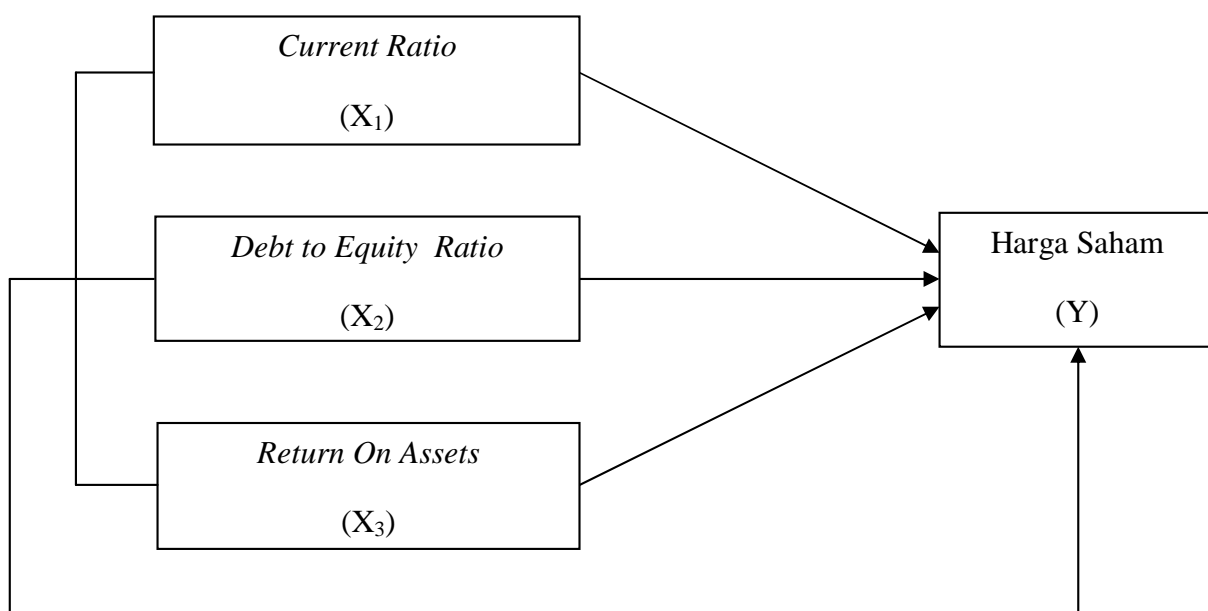 Current Ratio
(X₁)
Debt to Equity Ratio
(X₂)
Return On Assets
(X₃)
Harga Saham
(Y)